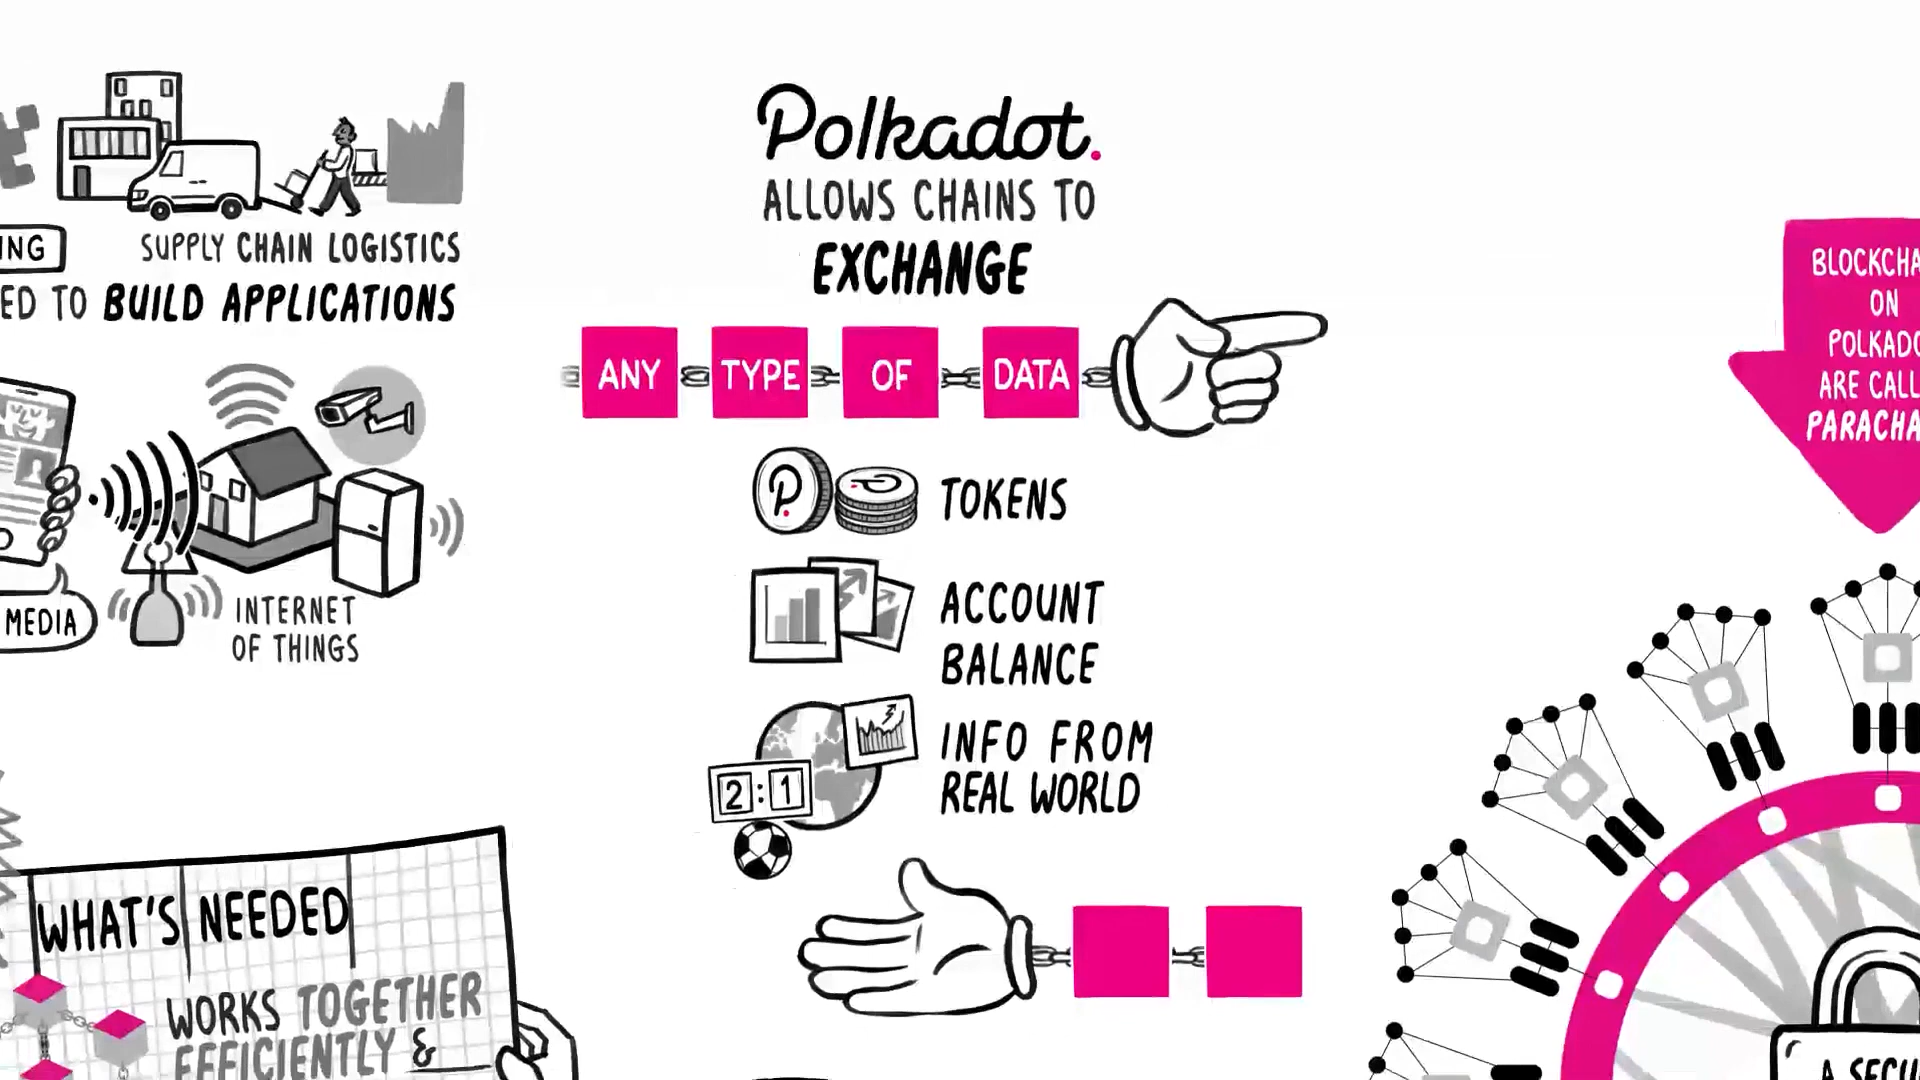 SUPPLY CHAIN LOGISTICS
ING
ED TO BUILD APPLICATIONS
MEDIA
INTERNET
OF THINGS
WHAT'S NEEDED
WORKS TOGETHER
EFFICIENTLY &
Polkadot.
ALLOWS CHAINS TO
EXCHANGE
ANY TYPE OF DATA
P
P
TOKENS
ACCOUNT
BALANCE
INFO FROM
REAL WORLD
2:1
BLOCKCHA
ON
POLKADO
ARE CALL
PARACHA
A SECU